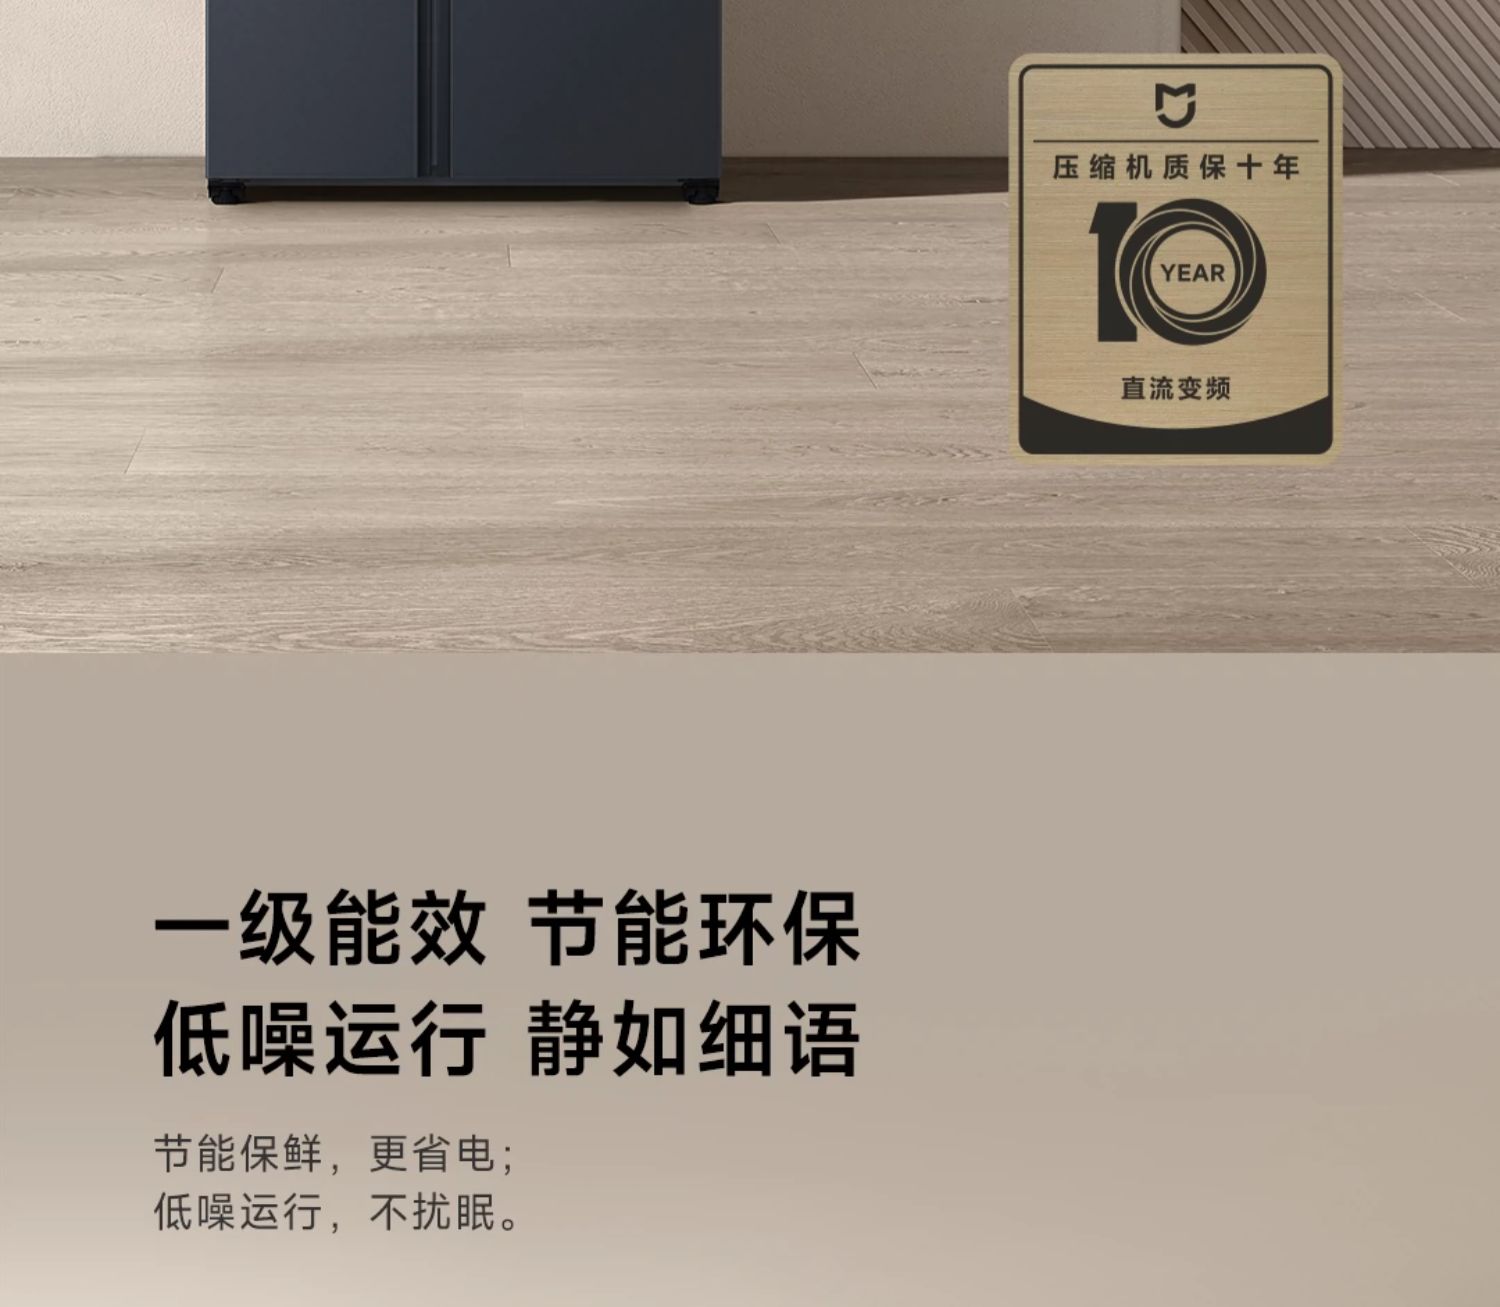 压缩机质保十年
10
YEAR
直流变频
一级能效 节能环保
低噪运行 静如细语
节能保鲜，更省电；
低噪运行，不扰眠。